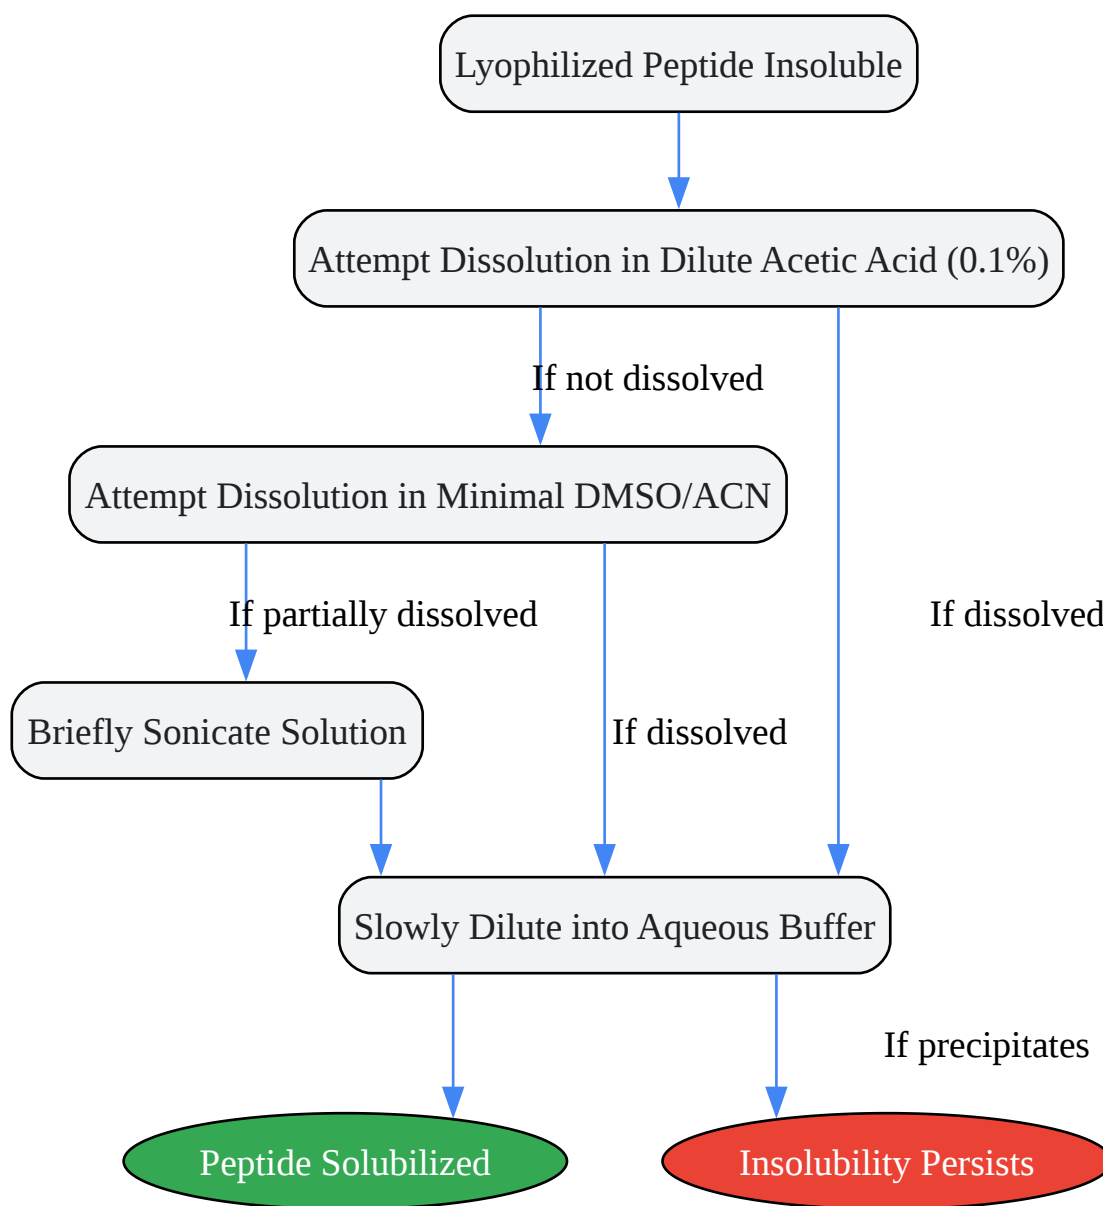 Lyophilized Peptide Insoluble
Attempt Dissolution in Dilute Acetic Acid (0.1%)
If not dissolved
Attempt Dissolution in Minimal DMSO/ACN
If partially dissolved
If dissolved
Briefly Sonicate Solution
If dissolved
Slowly Dilute into Aqueous Buffer
If precipitates
Peptide Solubilized
Insolubility Persists